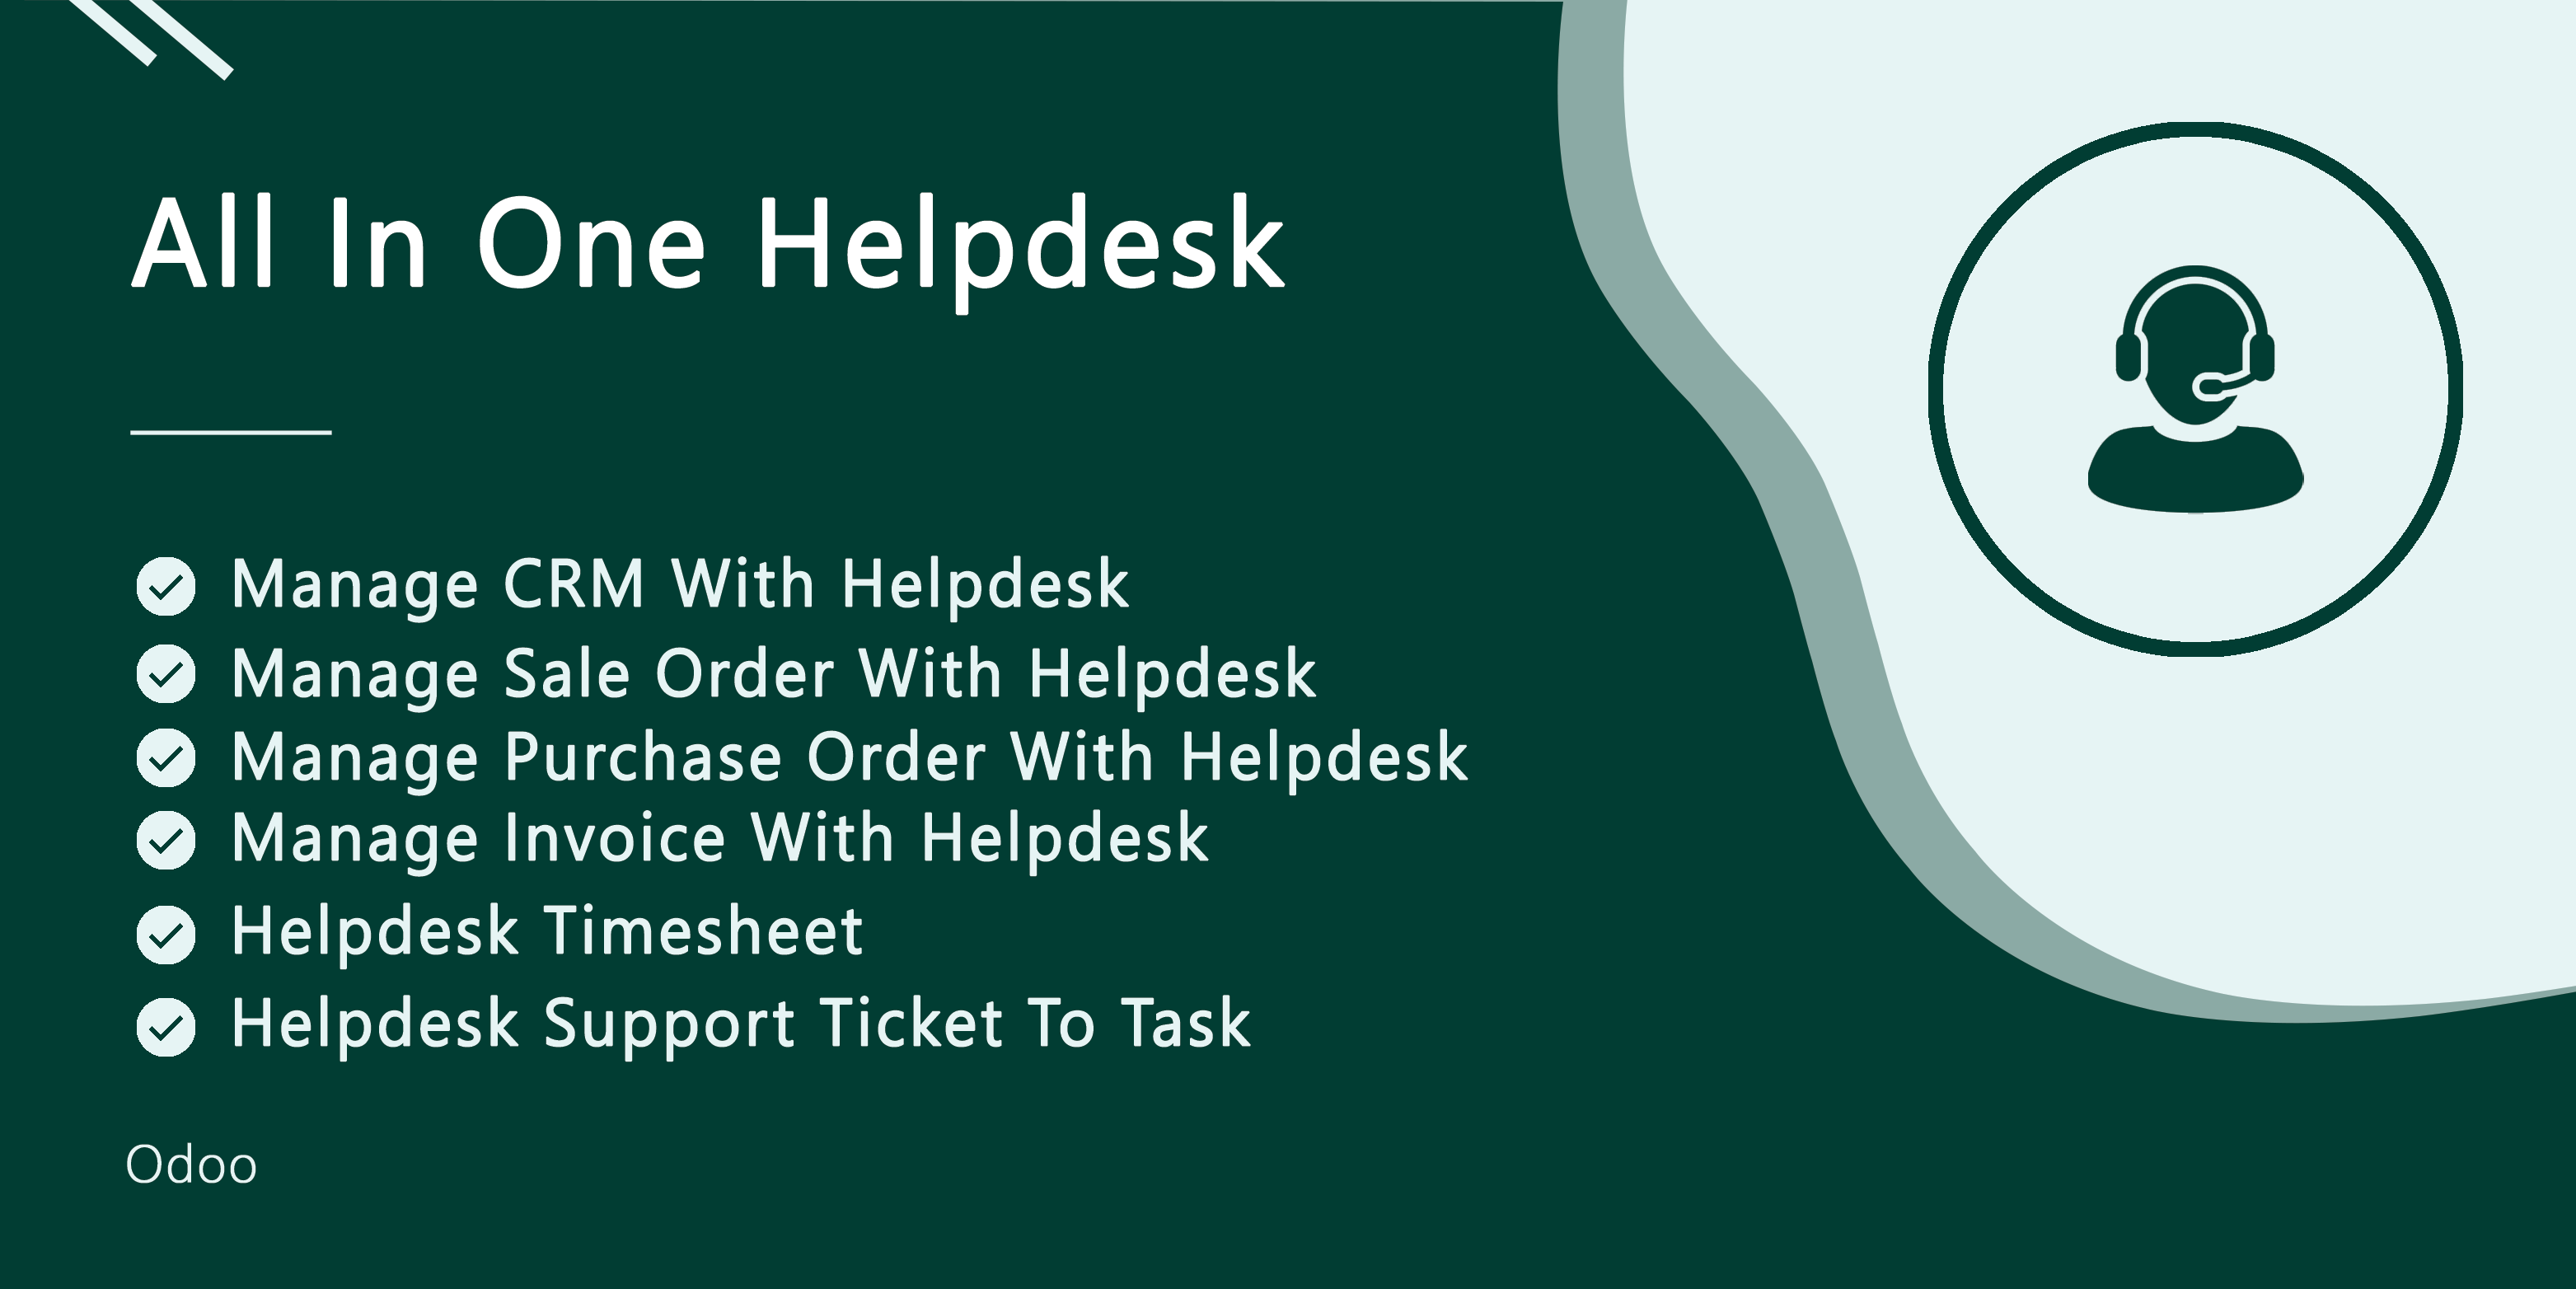 All In One Helpdesk
Manage CRM With Helpdesk
Manage Sale Order With Helpdesk
Manage Purchase Order With Helpdesk
Manage Invoice With Helpdesk
Helpdesk Timesheet
Helpdesk Support Ticket To Task
Odoo